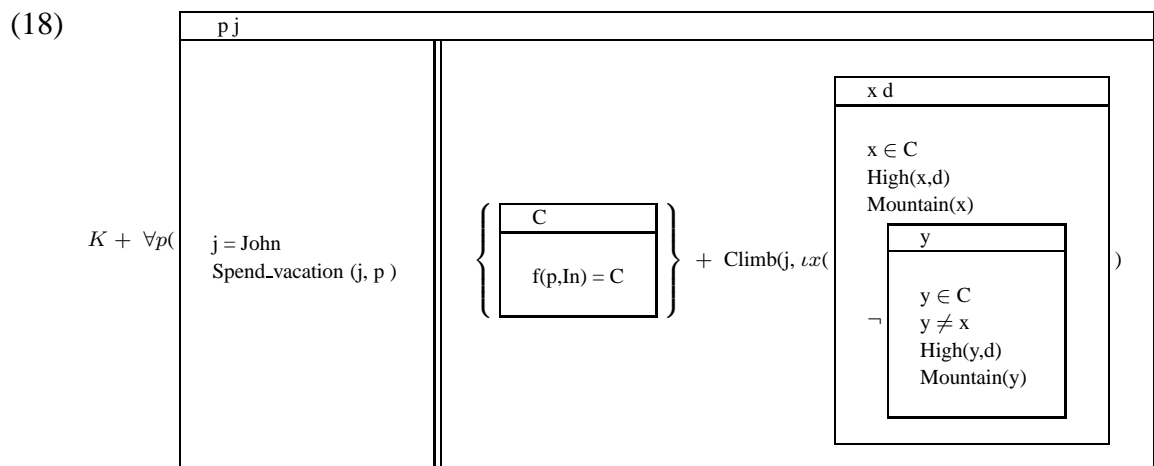 (18)
p j
K + ∀p(
j = John
Spend_vacation (j, p )
{
C
f(p,In) = C
}
+ Climb(j, ιx(
x d
x ∈ C
High(x,d)
Mountain(x)
¬
y
y ∈ C
y ≠ x
High(y,d)
Mountain(y)
)